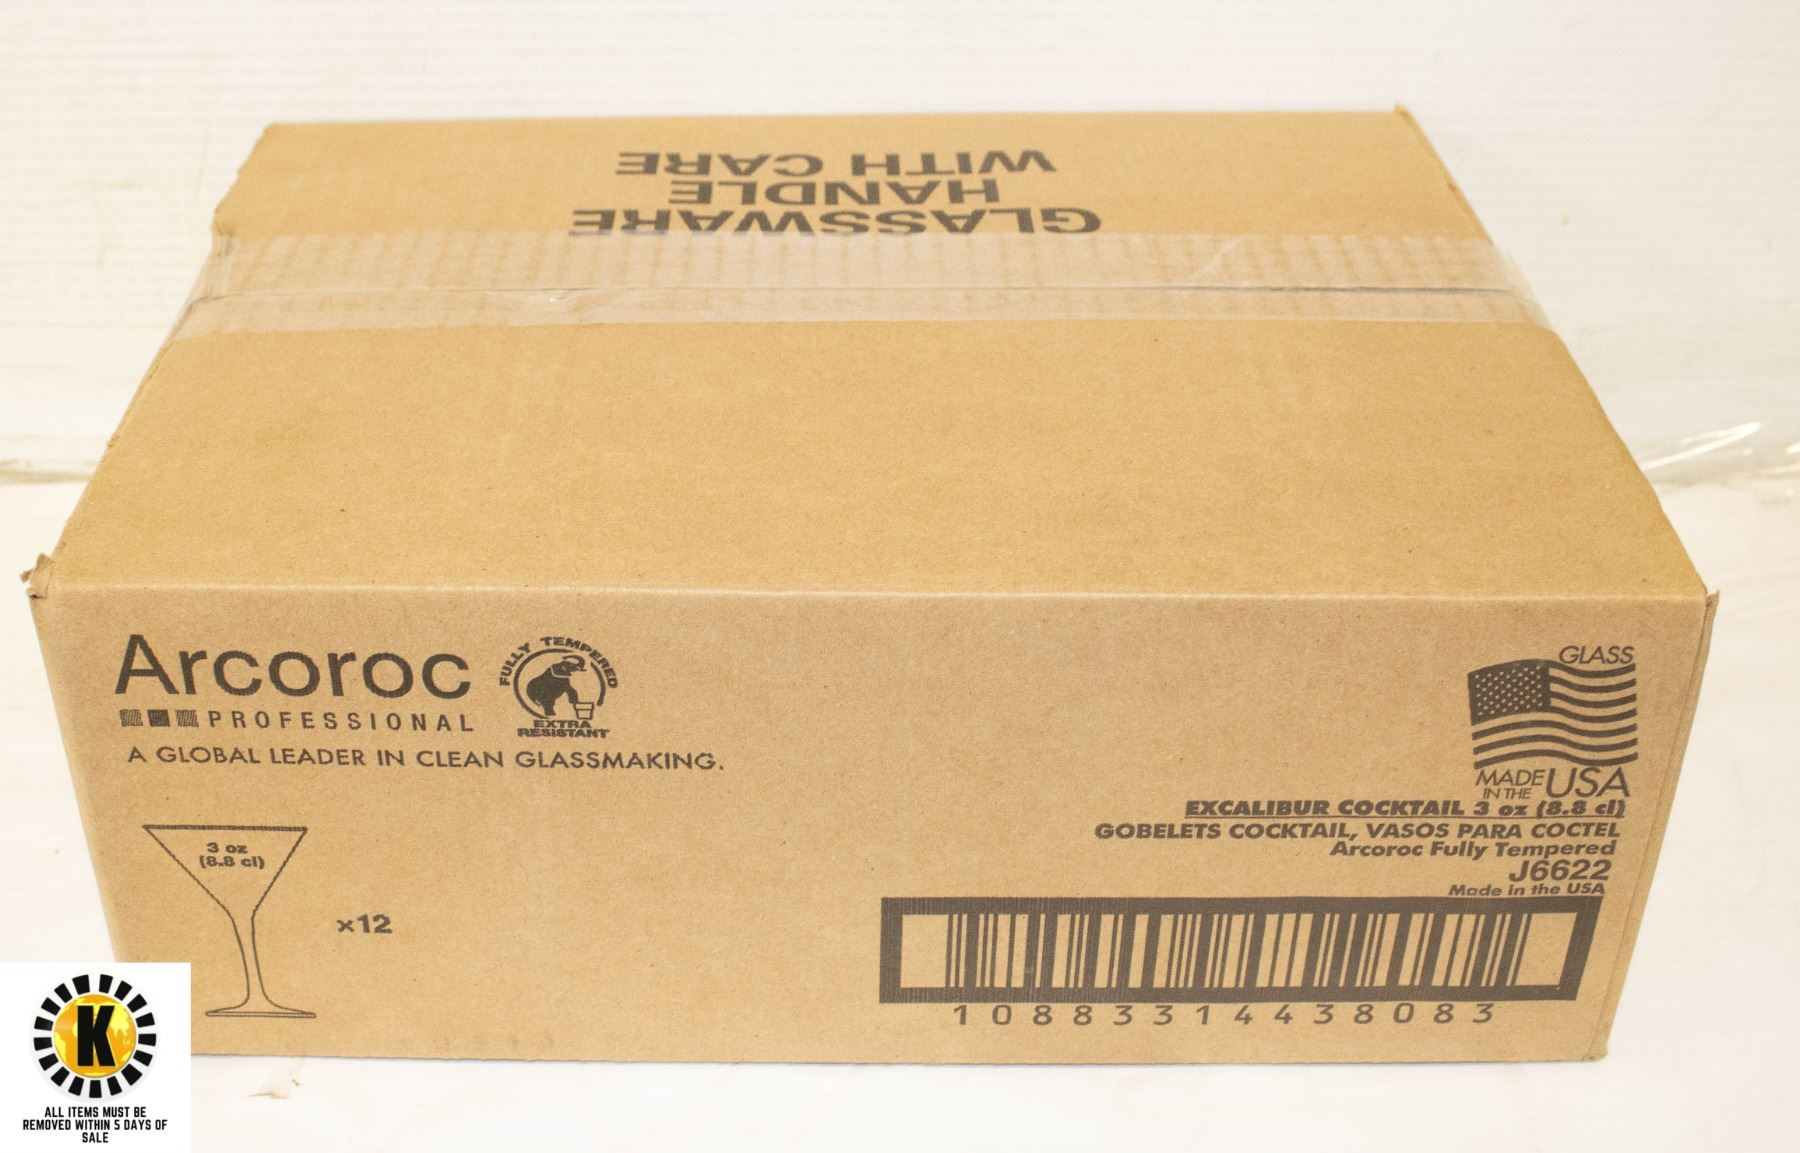 GLASSWARE
HANDLE
WITH CARE
Arcoroc
PROFESSIONAL
FULLY TEMPERED
EXTRA
RESISTANT
A GLOBAL LEADER IN CLEAN GLASSMAKING.
3 oz
(8.8 cl)
x12
GLASS
MADE IN THE USA
EXCALIBUR COCKTAIL 3 oz (8.8 cl)
GOBELETS COCKTAIL, VASOS PARA COCTEL
Arcoroc Fully Tempered
J6622
Made in the USA
10883314438083
K
ALL ITEMS MUST BE
REMOVED WITHIN 5 DAYS OF
SALE